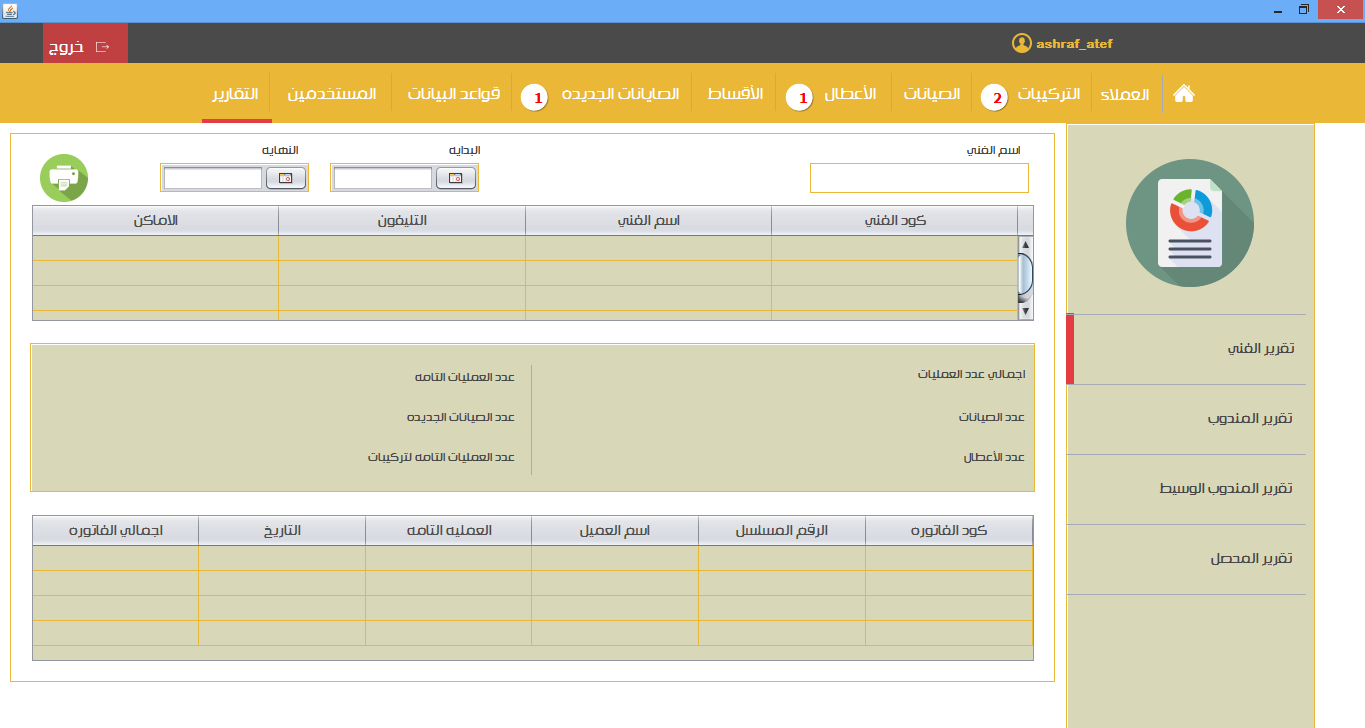 ashraf_atef
خروج
العملاء
التركيبات 2
الصيانات
الأعطال 1
الأقساط
الصايانات الجديده 1
قواعد البيانات
المستخدمين
التقارير
اسم الفني
البدايه
النهايه
كود الفني
اسم الفني
التليفون
الاماكن
اجمالي عدد العمليات
عدد الصيانات
عدد الأعطال
عدد العمليات التامه
عدد الصيانات الجديده
عدد العمليات التامه لتركيبات
كود الفاتوره
الرقم المسلسل
اسم العميل
العمليه التامه
التاريخ
اجمالي الفاتوره
تقرير الفني
تقرير المندوب
تقرير المندوب الوسيط
تقرير المحصل